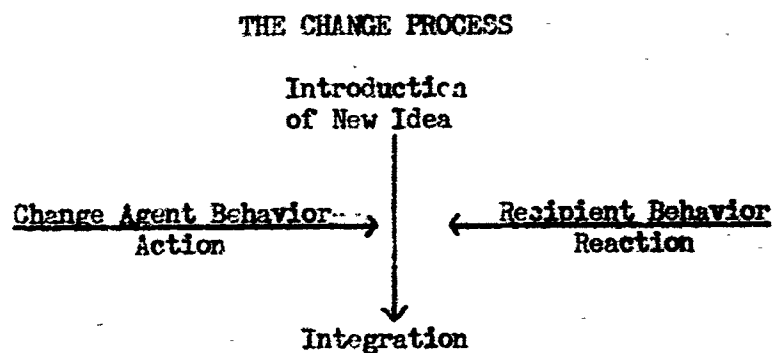 THE CHANGE PROCESS
Introduction
of New Idea
Change Agent Behavior
Action
Recipient Behavior
Reaction
Integration